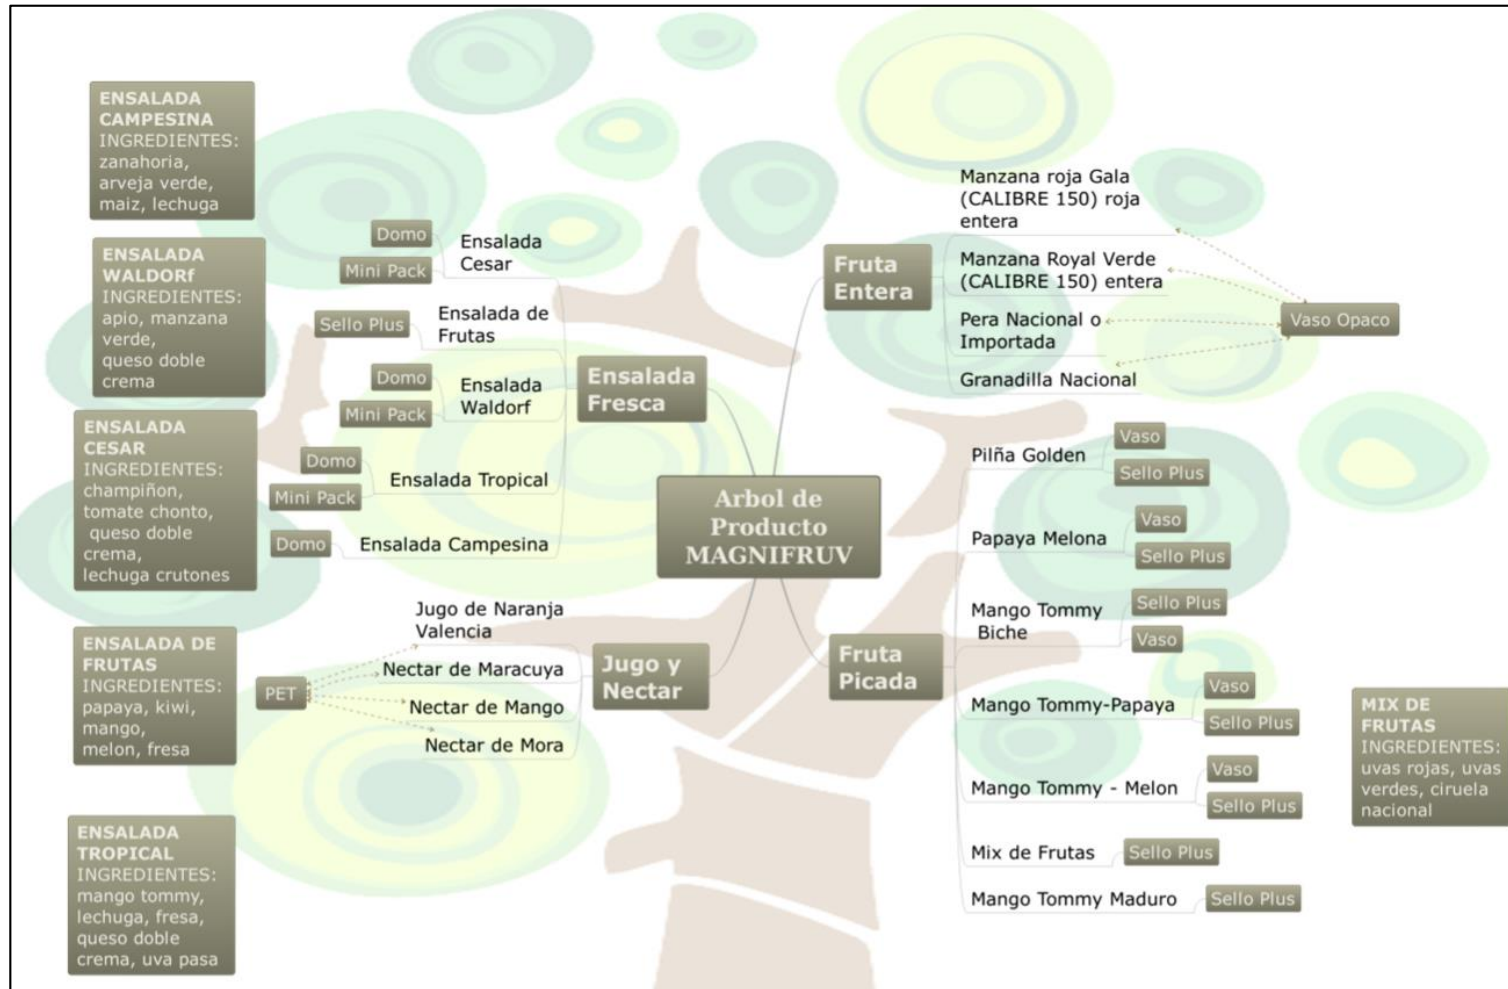 ENSALADA
CAMPESINA
INGREDIENTES:
zanahoria,
arveja verde,
maiz, lechuga
ENSALADA
WALDORf
INGREDIENTES:
apio, manzana
verde,
queso doble
crema
ENSALADA
CESAR
INGREDIENTES:
champiñon,
tomate chonto,
queso doble
crema,
lechuga crutones
ENSALADA DE
FRUTAS
INGREDIENTES:
papaya, kiwi,
mango,
melon, fresa
ENSALADA
TROPICAL
INGREDIENTES:
mango tommy,
lechuga, fresa,
queso doble
crema, uva pasa
Domo
Mini Pack
Ensalada
Cesar
Sello Plus
Ensalada de
Frutas
Domo
Mini Pack
Ensalada
Waldorf
Domo
Mini Pack
Ensalada Tropical
Domo
Ensalada Campesina
Ensalada
Fresca
Jugo de Naranja
Valencia
Nectar de Maracuya
Nectar de Mango
Nectar de Mora
PET
Jugo y
Nectar
Arbol de
Producto
MAGNIFRUV
Fruta
Entera
Manzana roja Gala
(CALIBRE 150) roja
entera
Manzana Royal Verde
(CALIBRE 150) entera
Pera Nacional o
Importada
Granadilla Nacional
Vaso Opaco
Fruta
Picada
Pilña Golden
Vaso
Sello Plus
Papaya Melona
Vaso
Sello Plus
Mango Tommy
Biche
Sello Plus
Vaso
Mango Tommy-Papaya
Vaso
Sello Plus
Mango Tommy - Melon
Vaso
Sello Plus
Mix de Frutas
Sello Plus
Mango Tommy Maduro
Sello Plus
MIX DE
FRUTAS
INGREDIENTES:
uvas rojas, uvas
verdes, ciruela
nacional